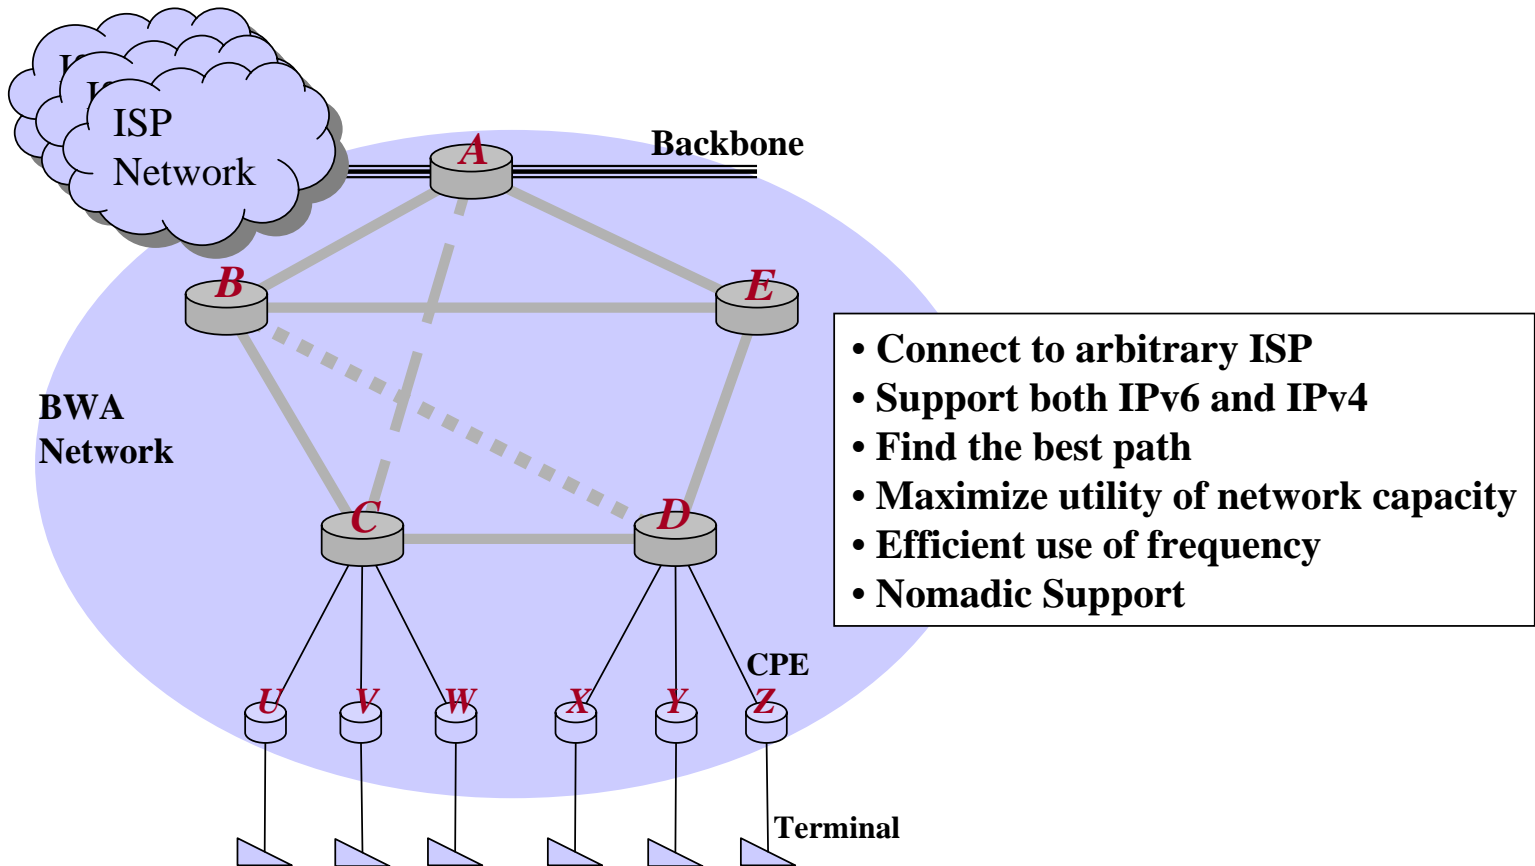 ISP
Network
A
Backbone
B
E
• Connect to arbitrary ISP
• Support both IPv6 and IPv4
• Find the best path
• Maximize utility of network capacity
• Efficient use of frequency
• Nomadic Support
BWA
Network
C
D
CPE
U
V
W
X
Y
Z
Terminal